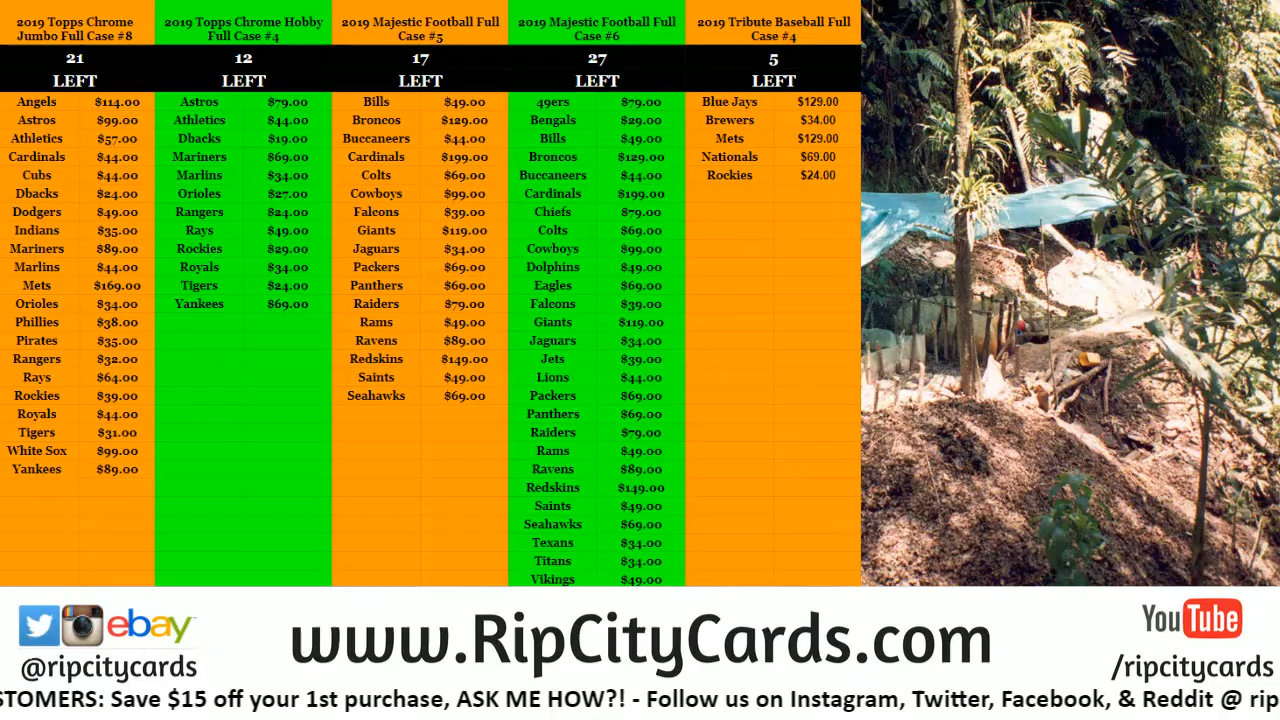 2019 Topps Chrome
Jumbo Full Case #8
21
LEFT
Angels $114.00
Astros $99.00
Athletics $57.00
Cardinals $44.00
Cubs $44.00
Dbacks $24.00
Dodgers $49.00
Indians $35.00
Mariners $89.00
Marlins $44.00
Mets $169.00
Orioles $34.00
Phillies $38.00
Pirates $35.00
Rangers $32.00
Rays $64.00
Rockies $39.00
Royals $44.00
Tigers $31.00
White Sox $99.00
Yankees $89.00
2019 Topps Chrome Hobby
Full Case #4
12
LEFT
Astros $79.00
Athletics $44.00
Dbacks $19.00
Mariners $69.00
Marlins $34.00
Orioles $27.00
Rangers $24.00
Rays $49.00
Rockies $29.00
Royals $34.00
Tigers $24.00
Yankees $69.00
2019 Majestic Football Full
Case #5
17
LEFT
Bills $49.00
Broncos $129.00
Buccaneers $44.00
Cardinals $199.00
Colts $69.00
Cowboys $99.00
Falcons $39.00
Giants $119.00
Jaguars $34.00
Packers $69.00
Panthers $69.00
Raiders $79.00
Rams $49.00
Ravens $89.00
Redskins $149.00
Saints $49.00
Seahawks $69.00
2019 Majestic Football Full
Case #6
27
LEFT
49ers $79.00
Bengals $29.00
Bills $49.00
Broncos $129.00
Buccaneers $44.00
Cardinals $199.00
Chiefs $79.00
Colts $69.00
Cowboys $99.00
Dolphins $49.00
Eagles $69.00
Falcons $39.00
Giants $119.00
Jaguars $34.00
Jets $39.00
Lions $44.00
Packers $69.00
Panthers $69.00
Raiders $79.00
Rams $49.00
Ravens $89.00
Redskins $149.00
Saints $49.00
Seahawks $69.00
Texans $34.00
Titans $34.00
Vikings $49.00
2019 Tribute Baseball Full
Case #4
5
LEFT
Blue Jays $129.00
Brewers $34.00
Mets $129.00
Nationals $69.00
Rockies $24.00
ebay
@ripcitycards
www.RipCityCards.com
YouTube
/ripcitycards
STOMERS: Save $15 off your 1st purchase, ASK ME HOW?! - Follow us on Instagram, Twitter, Facebook, & Reddit @ rip